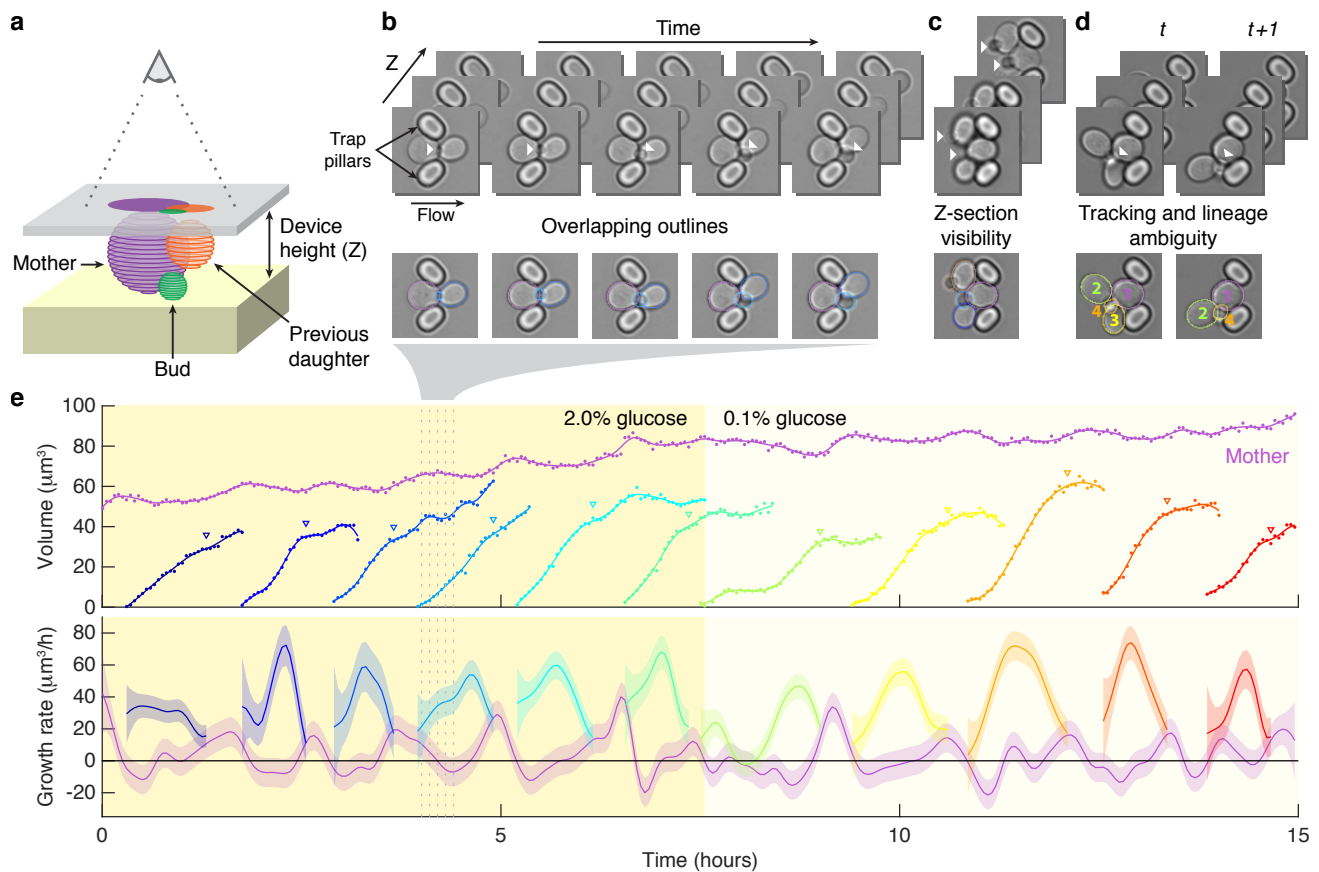 a
Mother
Device
height (Z)
Previous
daughter
Bud
b
Time
Z
Trap
pillars
Flow
Overlapping outlines
c
Z-section
visibility
d
t
t+1
Tracking and lineage
ambiguity
2
1
4
3
1
2
4
e
2.0% glucose
0.1% glucose
Mother
Volume (μm³)
100
80
60
40
20
0
Growth rate (μm³/h)
80
60
40
20
0
-20
0
5
10
15
Time (hours)